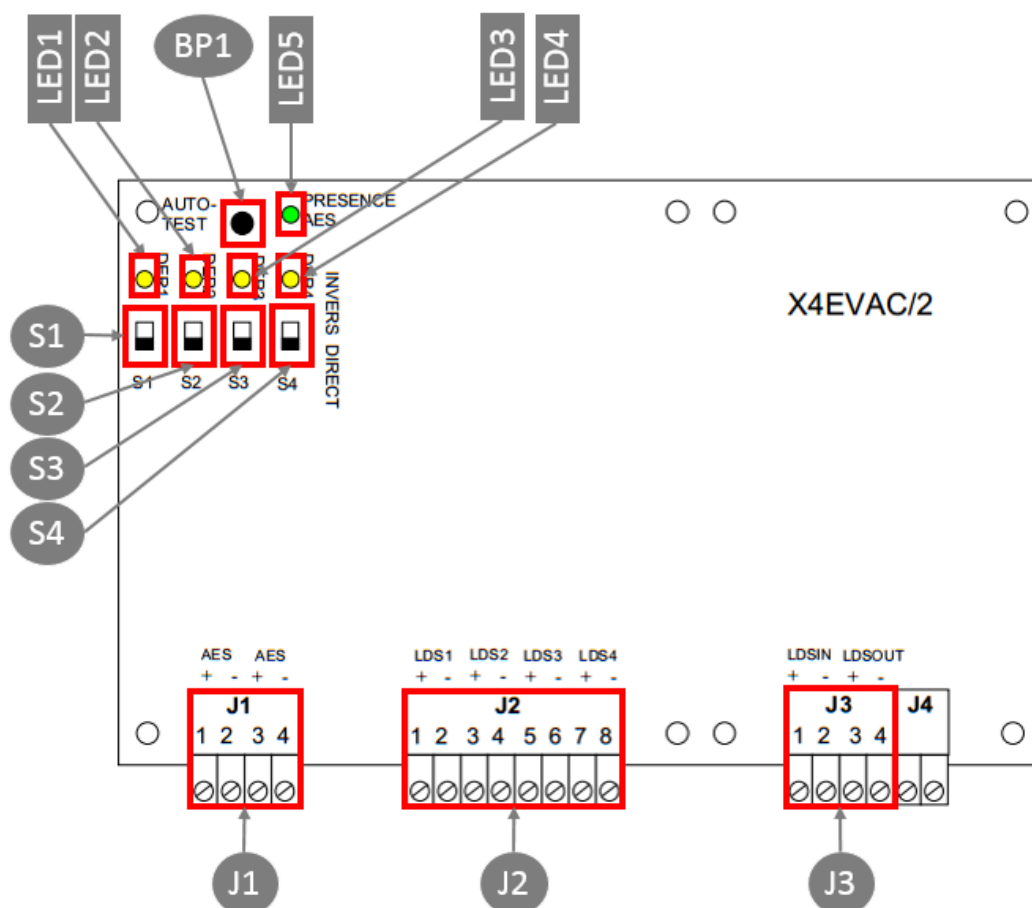 LED1
LED2
BP1
LED5
LED3
LED4
AUTO-
TEST
PRESENCE
AES
INVERS DIRECT
X4EVAC/2
S1
S2
S3
S4
S1
S2
S3
S4
AES
AES
+ - + -
J1
1 2 3 4
LDS1 LDS2 LDS3 LDS4
+ - + - + - + -
J2
1 2 3 4 5 6 7 8
LDSIN LDSOUT
+ - + -
J3
J4
1 2 3 4
J1
J2
J3